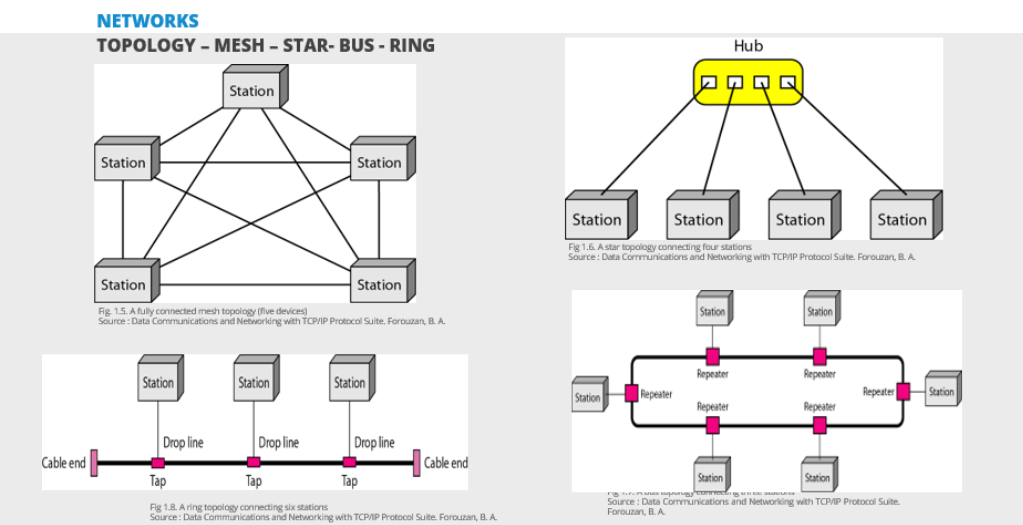 NETWORKS
TOPOLOGY – MESH – STAR- BUS - RING
Station
Station
Station
Station
Station
Fig. 1.5. A fully connected mesh topology (five devices)
Source : Data Communications and Networking with TCP/IP Protocol Suite. Forouzan, B. A.
Hub
Station
Station
Station
Station
Fig 1.6. A star topology connecting four stations
Source : Data Communications and Networking with TCP/IP Protocol Suite. Forouzan, B. A.
Station
Station
Station
Drop line
Drop line
Drop line
Cable end
Cable end
Tap
Tap
Tap
Fig 1.8. A ring topology connecting six stations
Source : Data Communications and Networking with TCP/IP Protocol Suite. Forouzan, B. A.
Station
Station
Repeater
Repeater
Station
Repeater
Repeater
Station
Repeater
Repeater
Station
Station
Fig 1.7. A bus topology connecting three stations
Source : Data Communications and Networking with TCP/IP Protocol Suite.
Forouzan, B. A.